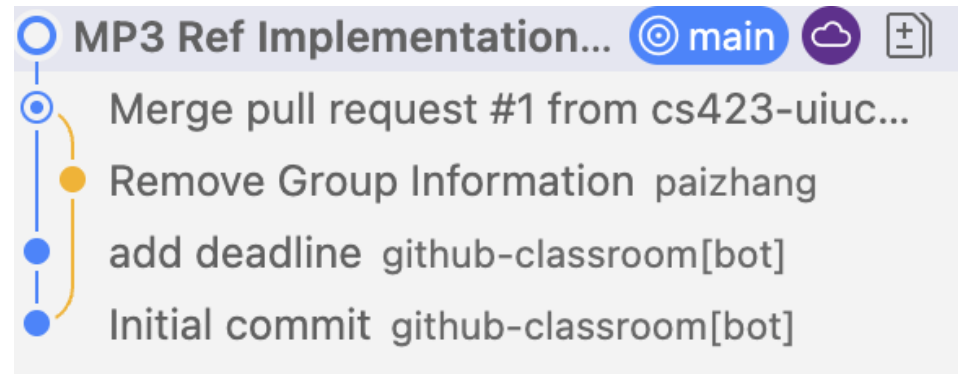 MP3 Ref Implementation... main
Merge pull request #1 from cs423-uiuc...
Remove Group Information paizhang
add deadline github-classroom[bot]
Initial commit github-classroom[bot]